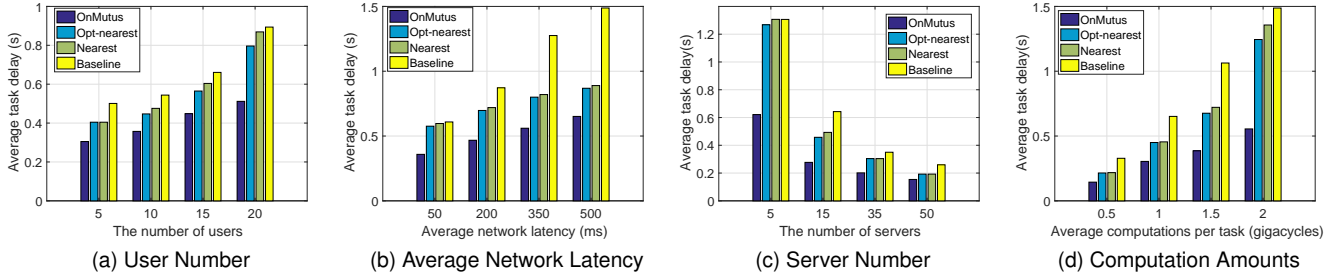 1
0.8
0.6
0.4
0.2
0
Average task delay (s)
OnMutus
Opt-nearest
Nearest
Baseline
5 10 15 20
The number of users
(a) User Number
1.5
1
0.5
0
Average task delay(s)
OnMutus
Opt-nearest
Nearest
Baseline
50 200 350 500
Average network latency (ms)
(b) Average Network Latency
1.2
1
0.8
0.6
0.4
0.2
0
Average task delay(s)
OnMutus
Opt-nearest
Nearest
Baseline
5 15 35 50
The number of servers
(c) Server Number
1.5
1
0.5
0
Average task delay(s)
OnMutus
Opt-nearest
Nearest
Baseline
0.5 1 1.5 2
Average computations per task (gigacycles)
(d) Computation Amounts